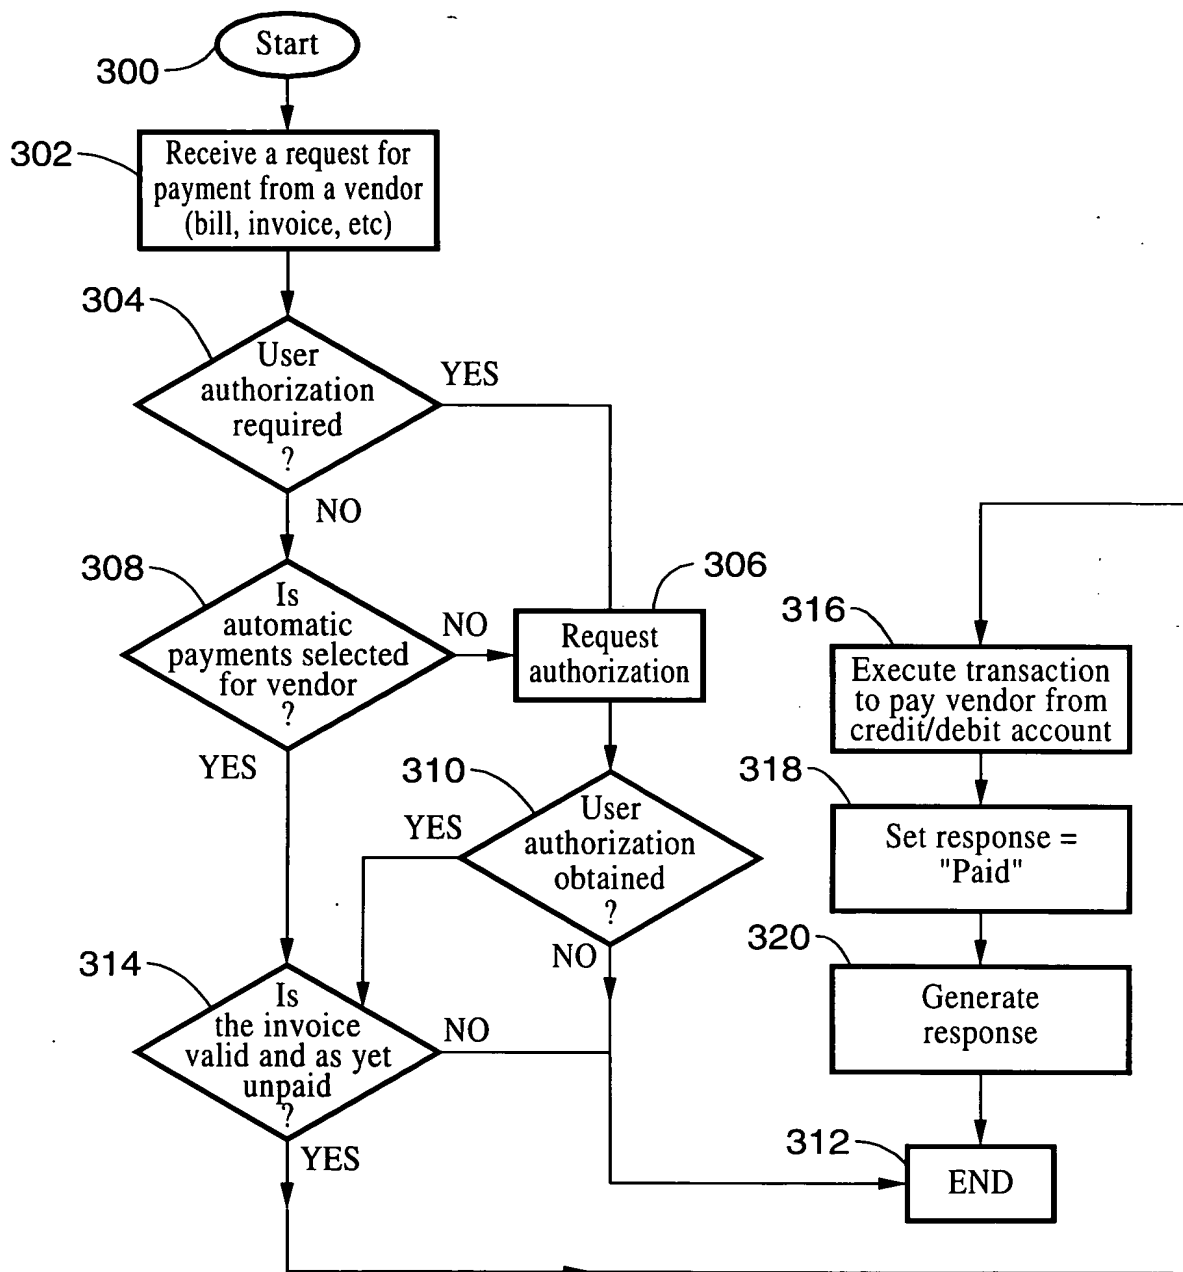 Start
300
302
Receive a request for
payment from a vendor
(bill, invoice, etc)
304
User
authorization
required
?
YES
NO
308
Is
automatic
payments selected
for vendor
?
NO
YES
306
Request
authorization
310
User
authorization
obtained
?
YES
NO
314
Is
the invoice
valid and as yet
unpaid
?
NO
YES
316
Execute transaction
to pay vendor from
credit/debit account
318
Set response =
"Paid"
320
Generate
response
312
END